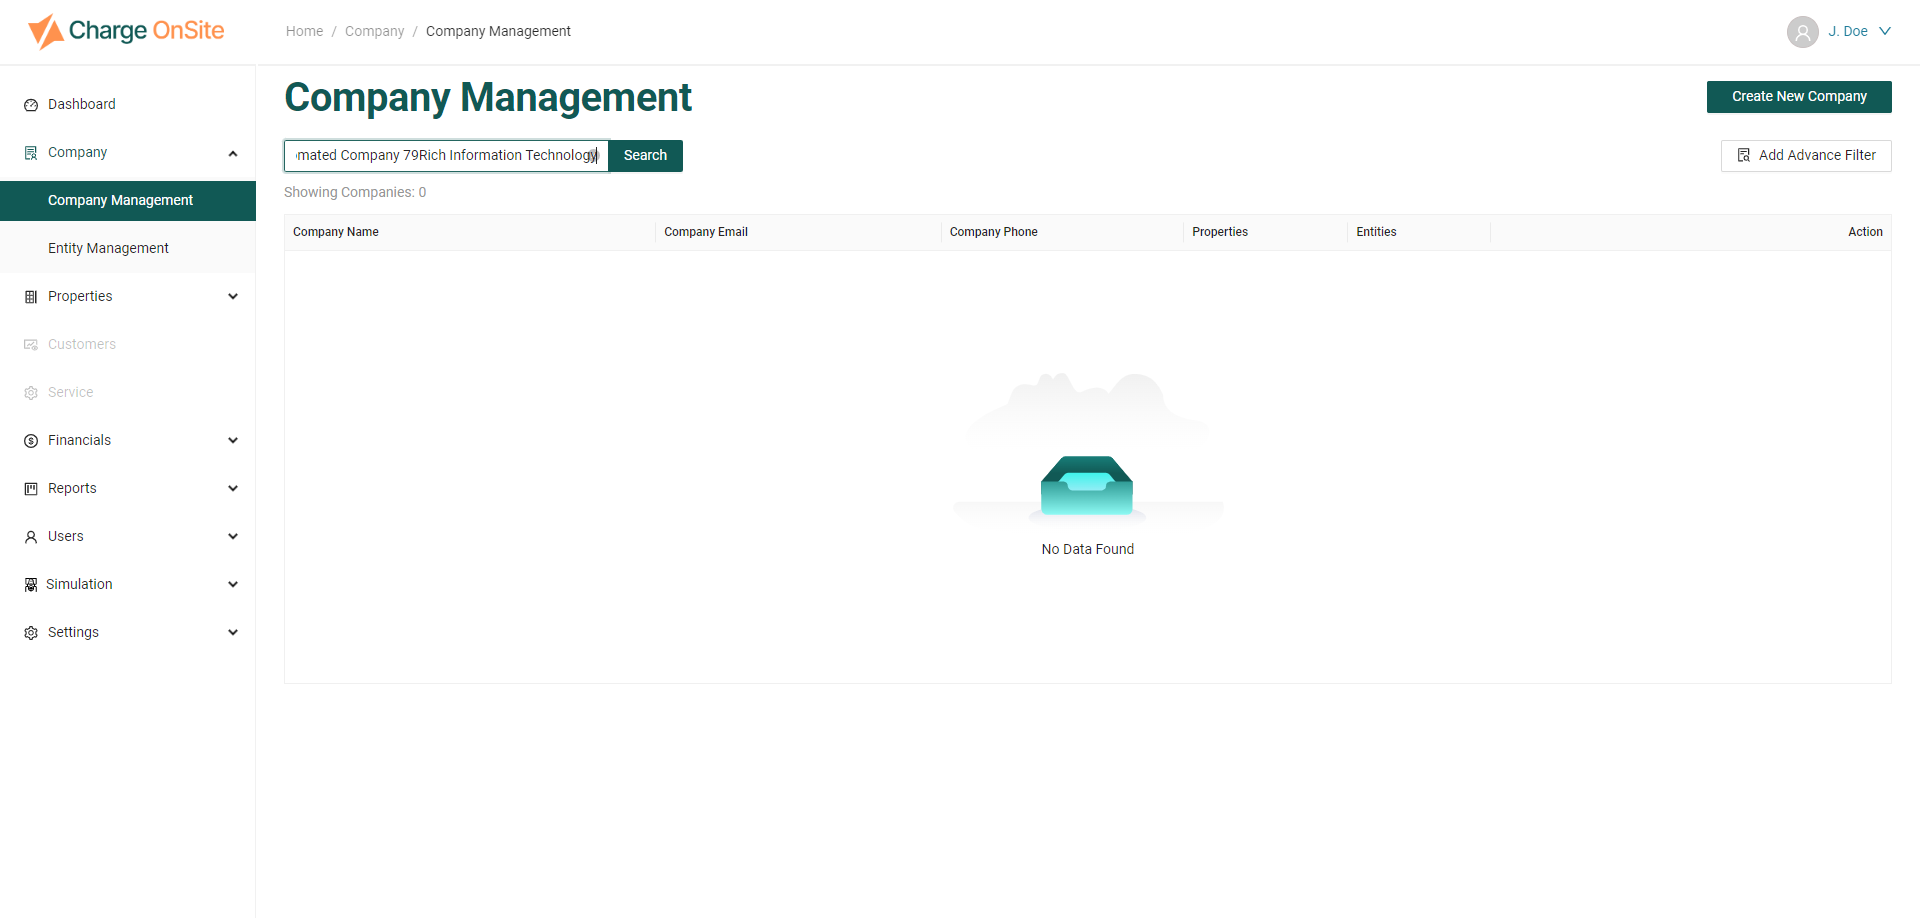 Charge OnSite
Home / Company / Company Management
J. Doe
Dashboard
Company
Company Management
Entity Management
Properties
Customers
Service
Financials
Reports
Users
Simulation
Settings
Company Management
Create New Company
mated Company 79Rich Information Technology
Search
Add Advance Filter
Showing Companies: 0
Company Name Company Email Company Phone Properties Entities Action
No Data Found